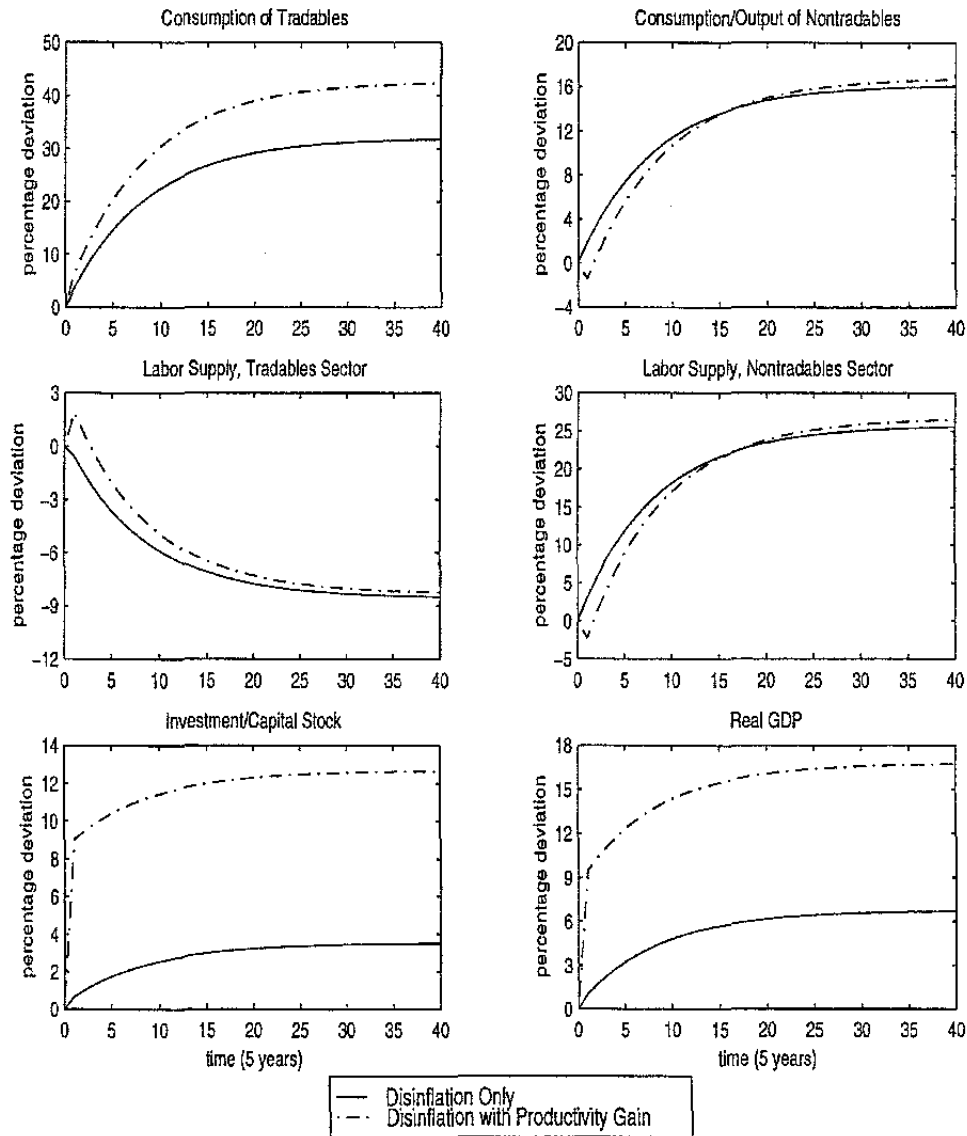 Consumption of Tradables
Consumption/Output of Nontradables
percentage deviation
50
40
30
20
10
0
0 5 10 15 20 25 30 35 40
percentage deviation
20
16
12
8
4
0
-4
0 5 10 15 20 25 30 35 40
Labor Supply, Tradables Sector
Labor Supply, Nontradables Sector
percentage deviation
3
0
-3
-6
-9
-12
0 5 10 15 20 25 30 35 40
percentage deviation
30
25
20
15
10
5
0
-5
0 5 10 15 20 25 30 35 40
Investment/Capital Stock
Real GDP
percentage deviation
14
12
10
8
6
4
2
0
0 5 10 15 20 25 30 35 40
time (5 years)
percentage deviation
18
15
12
9
6
3
0
0 5 10 15 20 25 30 35 40
time (5 years)
Disinflation Only
Disinflation with Productivity Gain